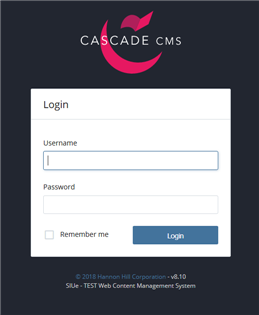 CASCADE CMS
Login
Username
Password
Remember me
Login
© 2018 Hannon Hill Corporation - v8.10
SIUe - TEST Web Content Management System